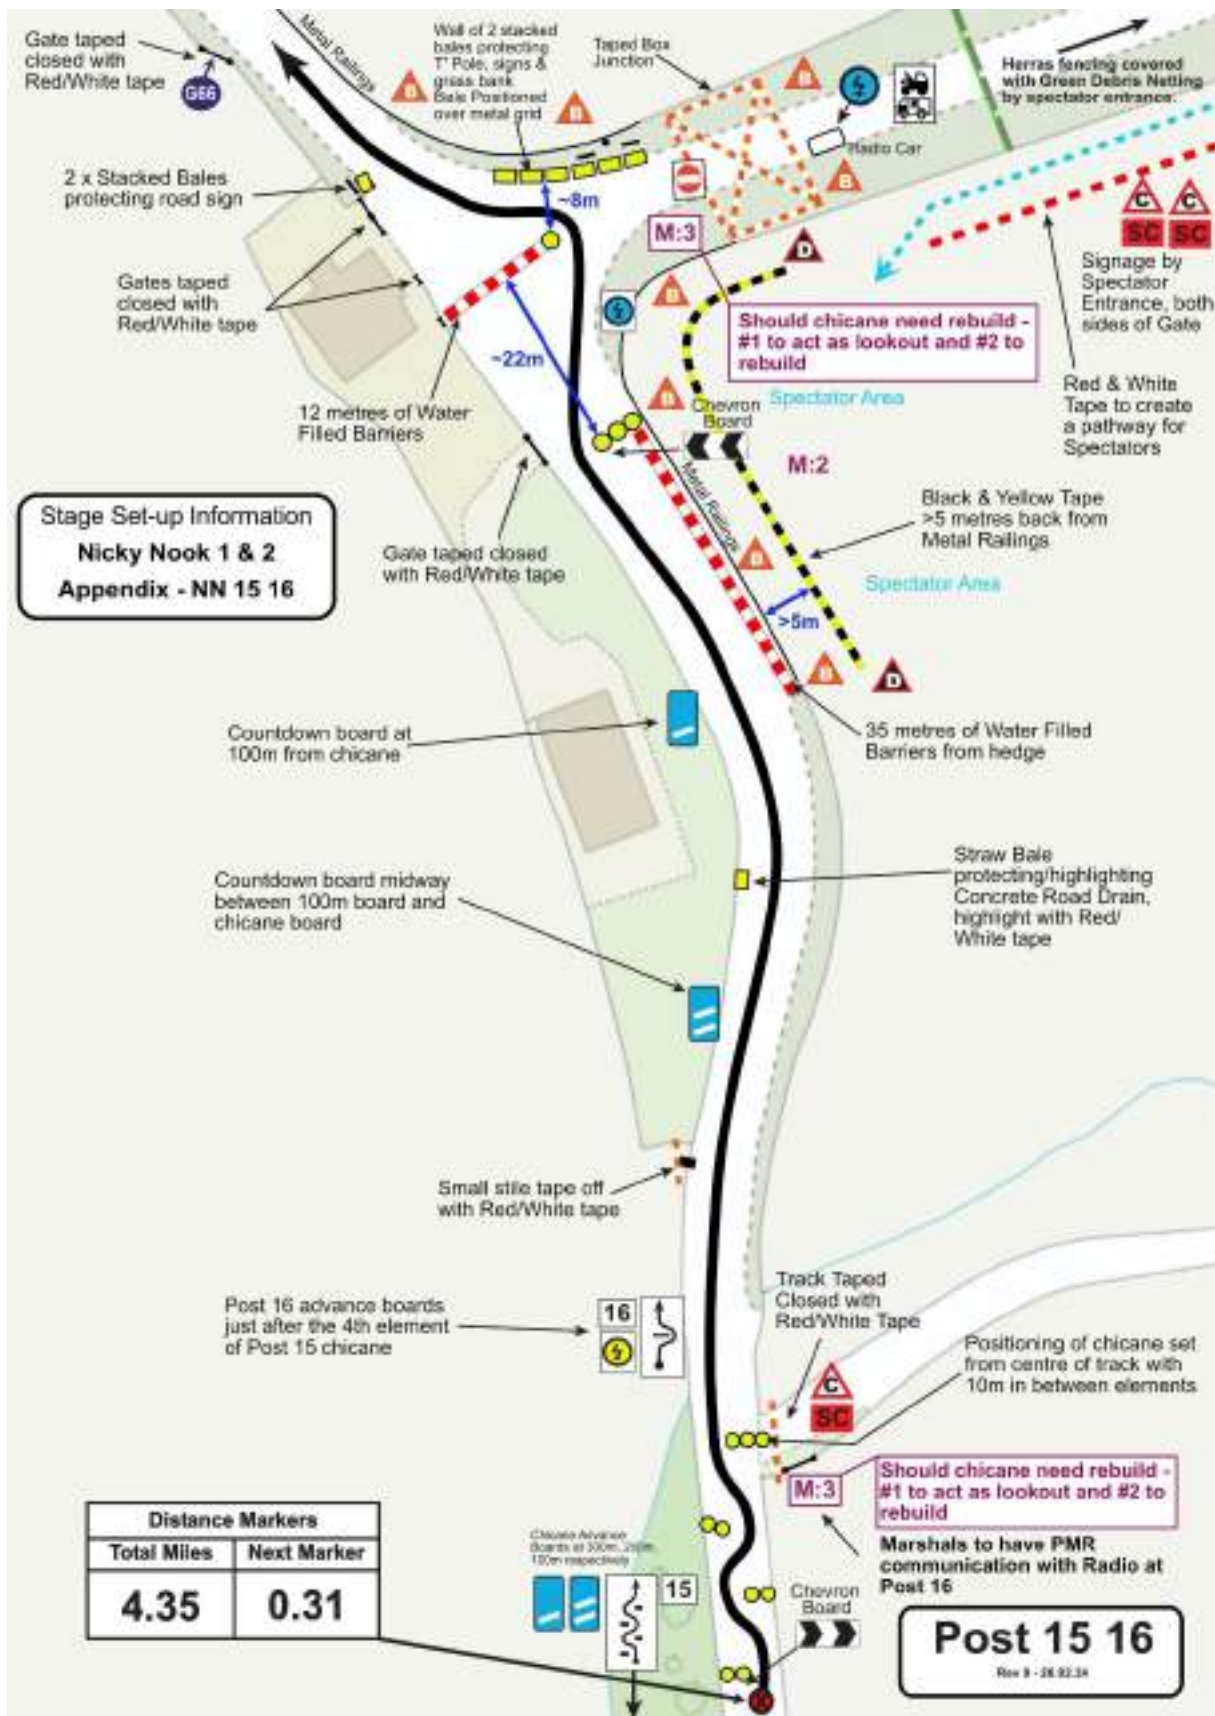 Gate taped
closed with
Red/White tape
G66
Metal Railings
Wall of 2 stacked
bales protecting
T' Pole, signs &
grass bank
Bale Positioned
over metal grid
B
B
Taped Box
Junction
B
Herras fencing covered
with Green Debris Netting
by spectator entrance.
Radio Car
B
2 x Stacked Bales
protecting road sign
~8m
M:3
D
C
C
SC
SC
Signage by
Spectator
Entrance, both
sides of Gate
Gates taped
closed with
Red/White tape
B
Should chicane need rebuild -
#1 to act as lookout and #2 to
rebuild
~22m
Red & White
Tape to create
a pathway for
Spectators
12 metres of Water
Filled Barriers
B
Chevron
Board
Spectator Area
M:2
Metal Railings
Black & Yellow Tape
>5 metres back from
Metal Railings
Stage Set-up Information
Nicky Nook 1 & 2
Appendix - NN 15 16
Gate taped closed
with Red/White tape
B
Spectator Area
>5m
B
D
Countdown board at
100m from chicane
35 metres of Water Filled
Barriers from hedge
Straw Bale
protecting/highlighting
Concrete Road Drain,
highlight with Red/
White tape
Countdown board midway
between 100m board and
chicane board
Small stile tape off
with Red/White tape
Track Taped
Closed with
Red/White Tape
Post 16 advance boards
just after the 4th element
of Post 15 chicane
16
Positioning of chicane set
from centre of track with
10m in between elements
C
SC
M:3
Should chicane need rebuild -
#1 to act as lookout and #2 to
rebuild
Marshals to have PMR
communication with Radio at
Post 16
Distance Markers
Total Miles
Next Marker
4.35
0.31
Chicane Advance
Boards at 300m, 200m,
100m respectively
15
Chevron
Board
Post 15 16
Rev 9 - 26.02.24